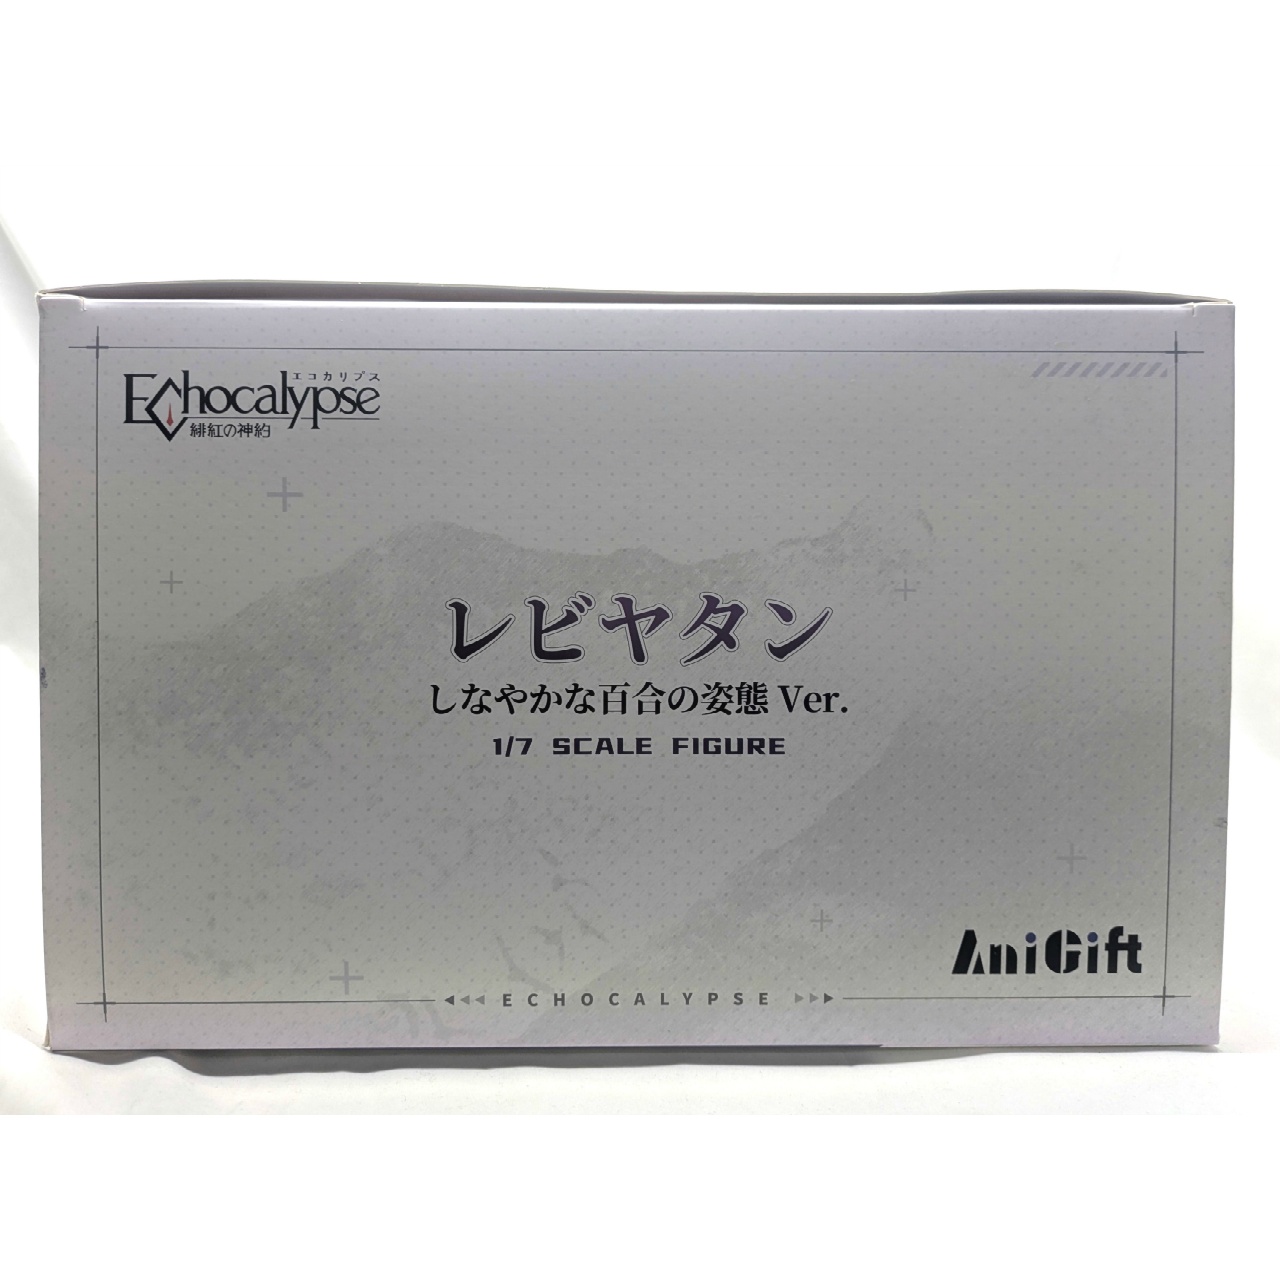 エコカリプス
Echocalypse
緋紅の神約
レビヤタン
しなやかな百合の姿態 Ver.
1/7 SCALE FIGURE
AniGift
ECHOCALYPSE